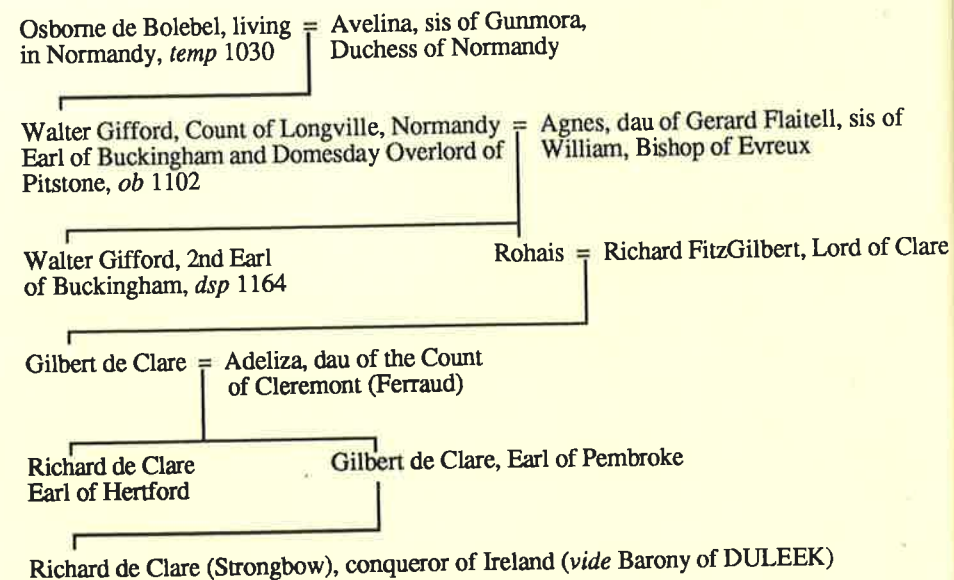 Osborne de Bolebel, living = Avelina, sis of Gunmora,
in Normandy, temp 1030 Duchess of Normandy
Walter Gifford, Count of Longville, Normandy = Agnes, dau of Gerard Flaitell, sis of
Earl of Buckingham and Domesday Overlord of William, Bishop of Evreux
Pitstone, ob 1102
Walter Gifford, 2nd Earl
of Buckingham, dsp 1164
Rohais = Richard FitzGilbert, Lord of Clare
Gilbert de Clare = Adeliza, dau of the Count
of Cleremont (Ferraud)
Richard de Clare
Earl of Hertford
Gilbert de Clare, Earl of Pembroke
Richard de Clare (Strongbow), conqueror of Ireland (vide Barony of DULEEK)